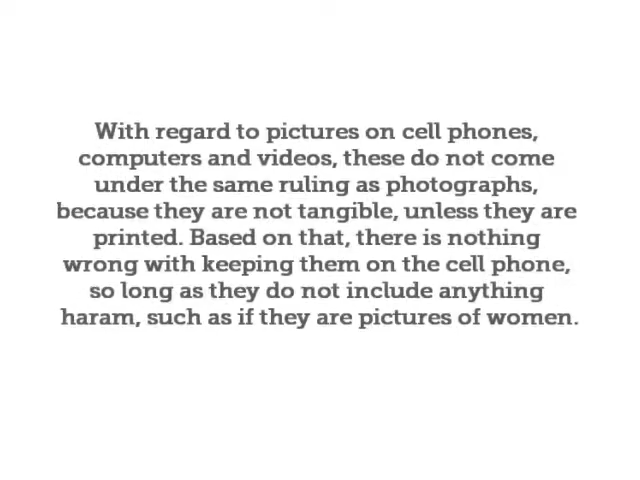 With regard to pictures on cell phones,
computers and videos, these do not come
under the same ruling as photographs,
because they are not tangible, unless they are
printed. Based on that, there is nothing
wrong with keeping them on the cell phone,
so long as they do not include anything
haram, such as if they are pictures of women.